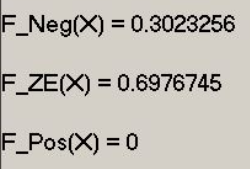 F_Neg(X) = 0.3023256
F_ZE(X) = 0.6976745
F_Pos(X) = 0